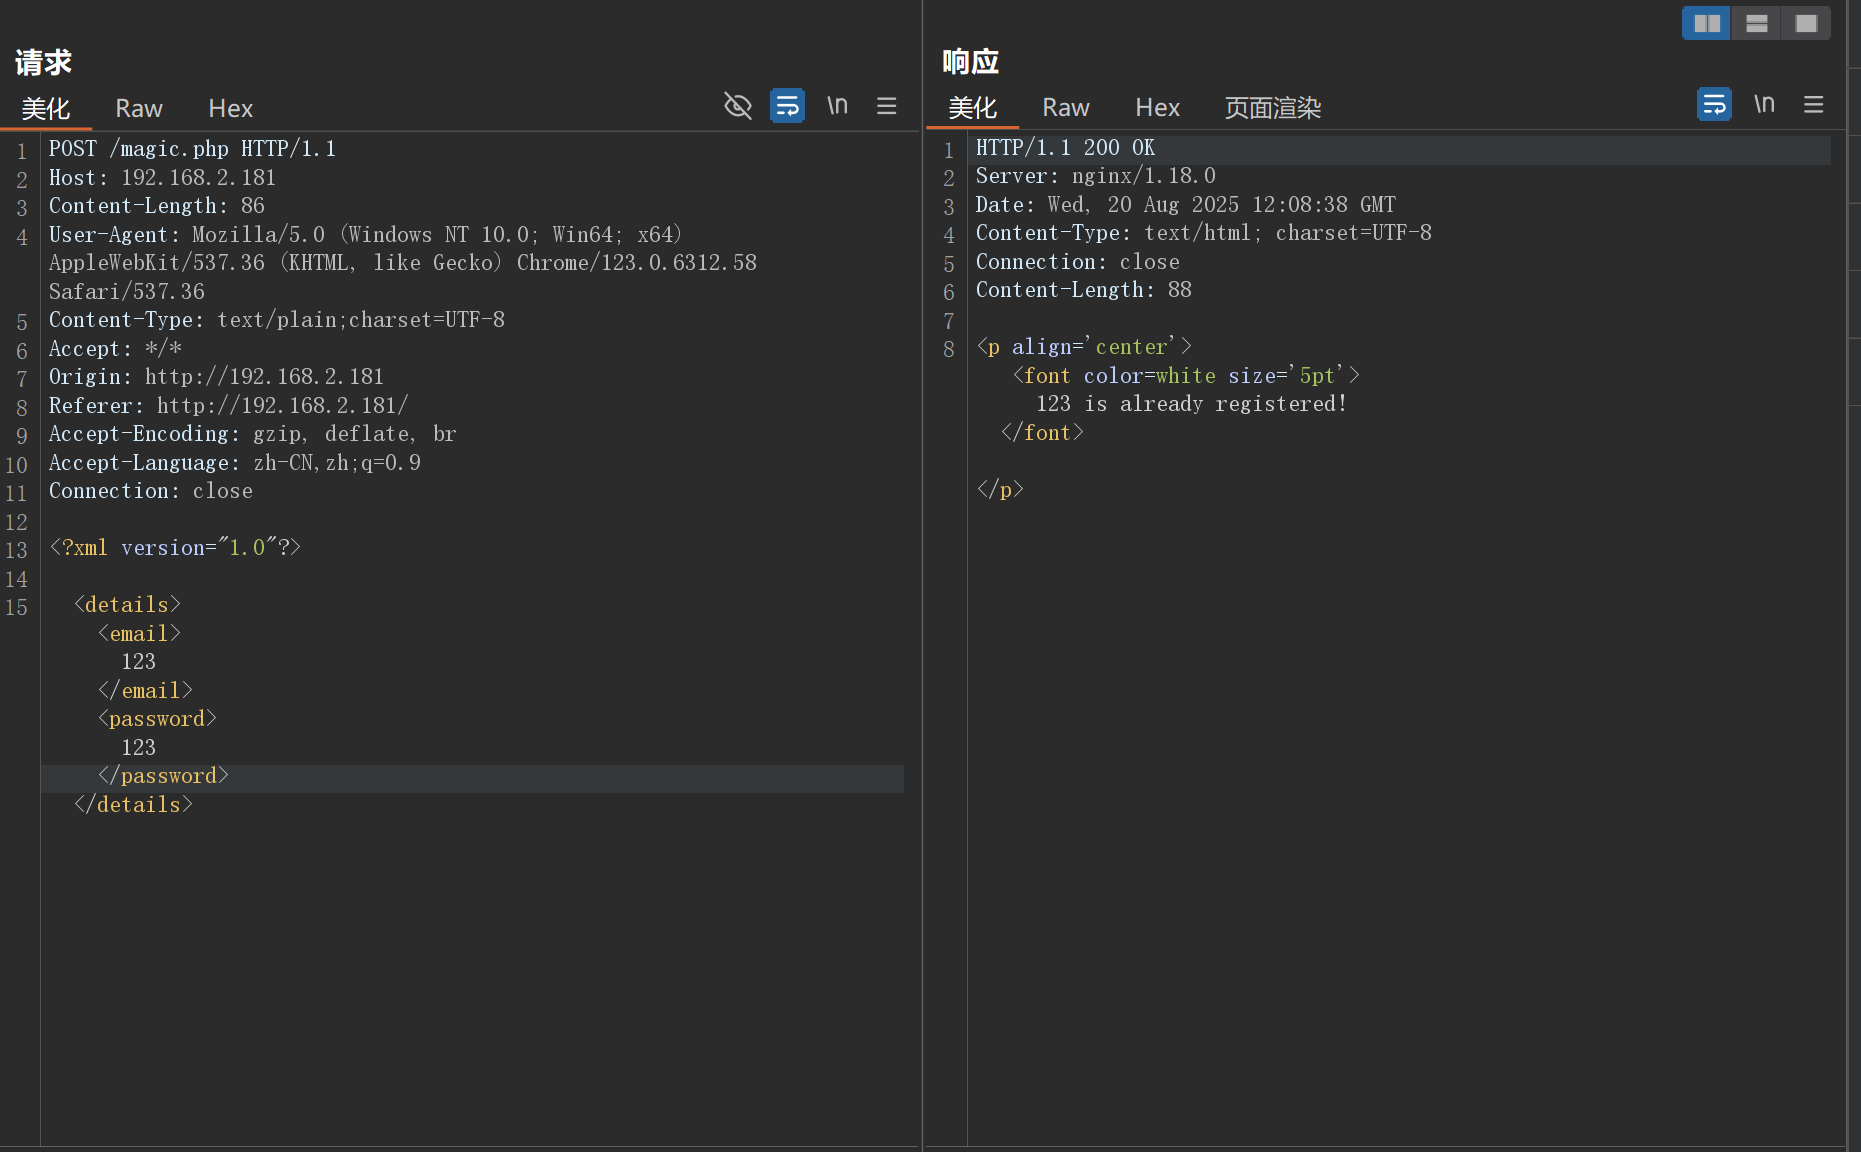 请求
美化 Raw Hex \n
1 POST /magic.php HTTP/1.1
2 Host: 192.168.2.181
3 Content-Length: 86
4 User-Agent: Mozilla/5.0 (Windows NT 10.0; Win64; x64)
AppleWebKit/537.36 (KHTML, like Gecko) Chrome/123.0.6312.58
Safari/537.36
5 Content-Type: text/plain;charset=UTF-8
6 Accept: */*
7 Origin: http://192.168.2.181
8 Referer: http://192.168.2.181/
9 Accept-Encoding: gzip, deflate, br
10 Accept-Language: zh-CN,zh;q=0.9
11 Connection: close
12
13 <?xml version="1.0"?>
14
15 <details>
<email>
123
</email>
<password>
123
</password>
</details>
响应
美化 Raw Hex 页面渲染 \n
1 HTTP/1.1 200 OK
2 Server: nginx/1.18.0
3 Date: Wed, 20 Aug 2025 12:08:38 GMT
4 Content-Type: text/html; charset=UTF-8
5 Connection: close
6 Content-Length: 88
7
8 <p align='center'>
<font color=white size='5pt'>
123 is already registered!
</font>
</p>